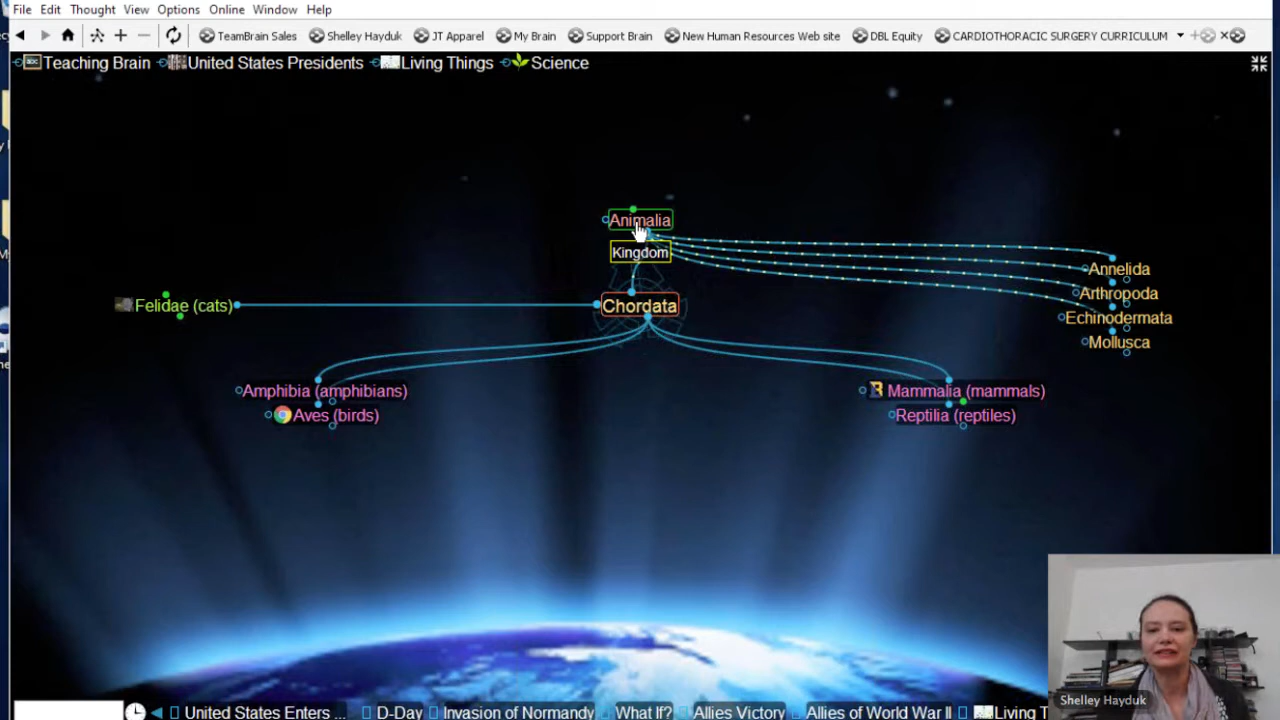 File Edit Thought View Options Online Window Help
TeamBrain Sales Shelley Hayduk JT Apparel My Brain Support Brain New Human Resources Web site DBL Equity CARDIOTHORACIC SURGERY CURRICULUM
Teaching Brain United States Presidents Living Things Science
Animalia
Kingdom
Annelida
Arthropoda
Echinodermata
Mollusca
Felidae (cats)
Chordata
Amphibia (amphibians)
Aves (birds)
Mammalia (mammals)
Reptilia (reptiles)
Shelley Hayduk
United States Enters ... D-Day Invasion of Normandy What If? Allies Victory Allies of World War II Living T